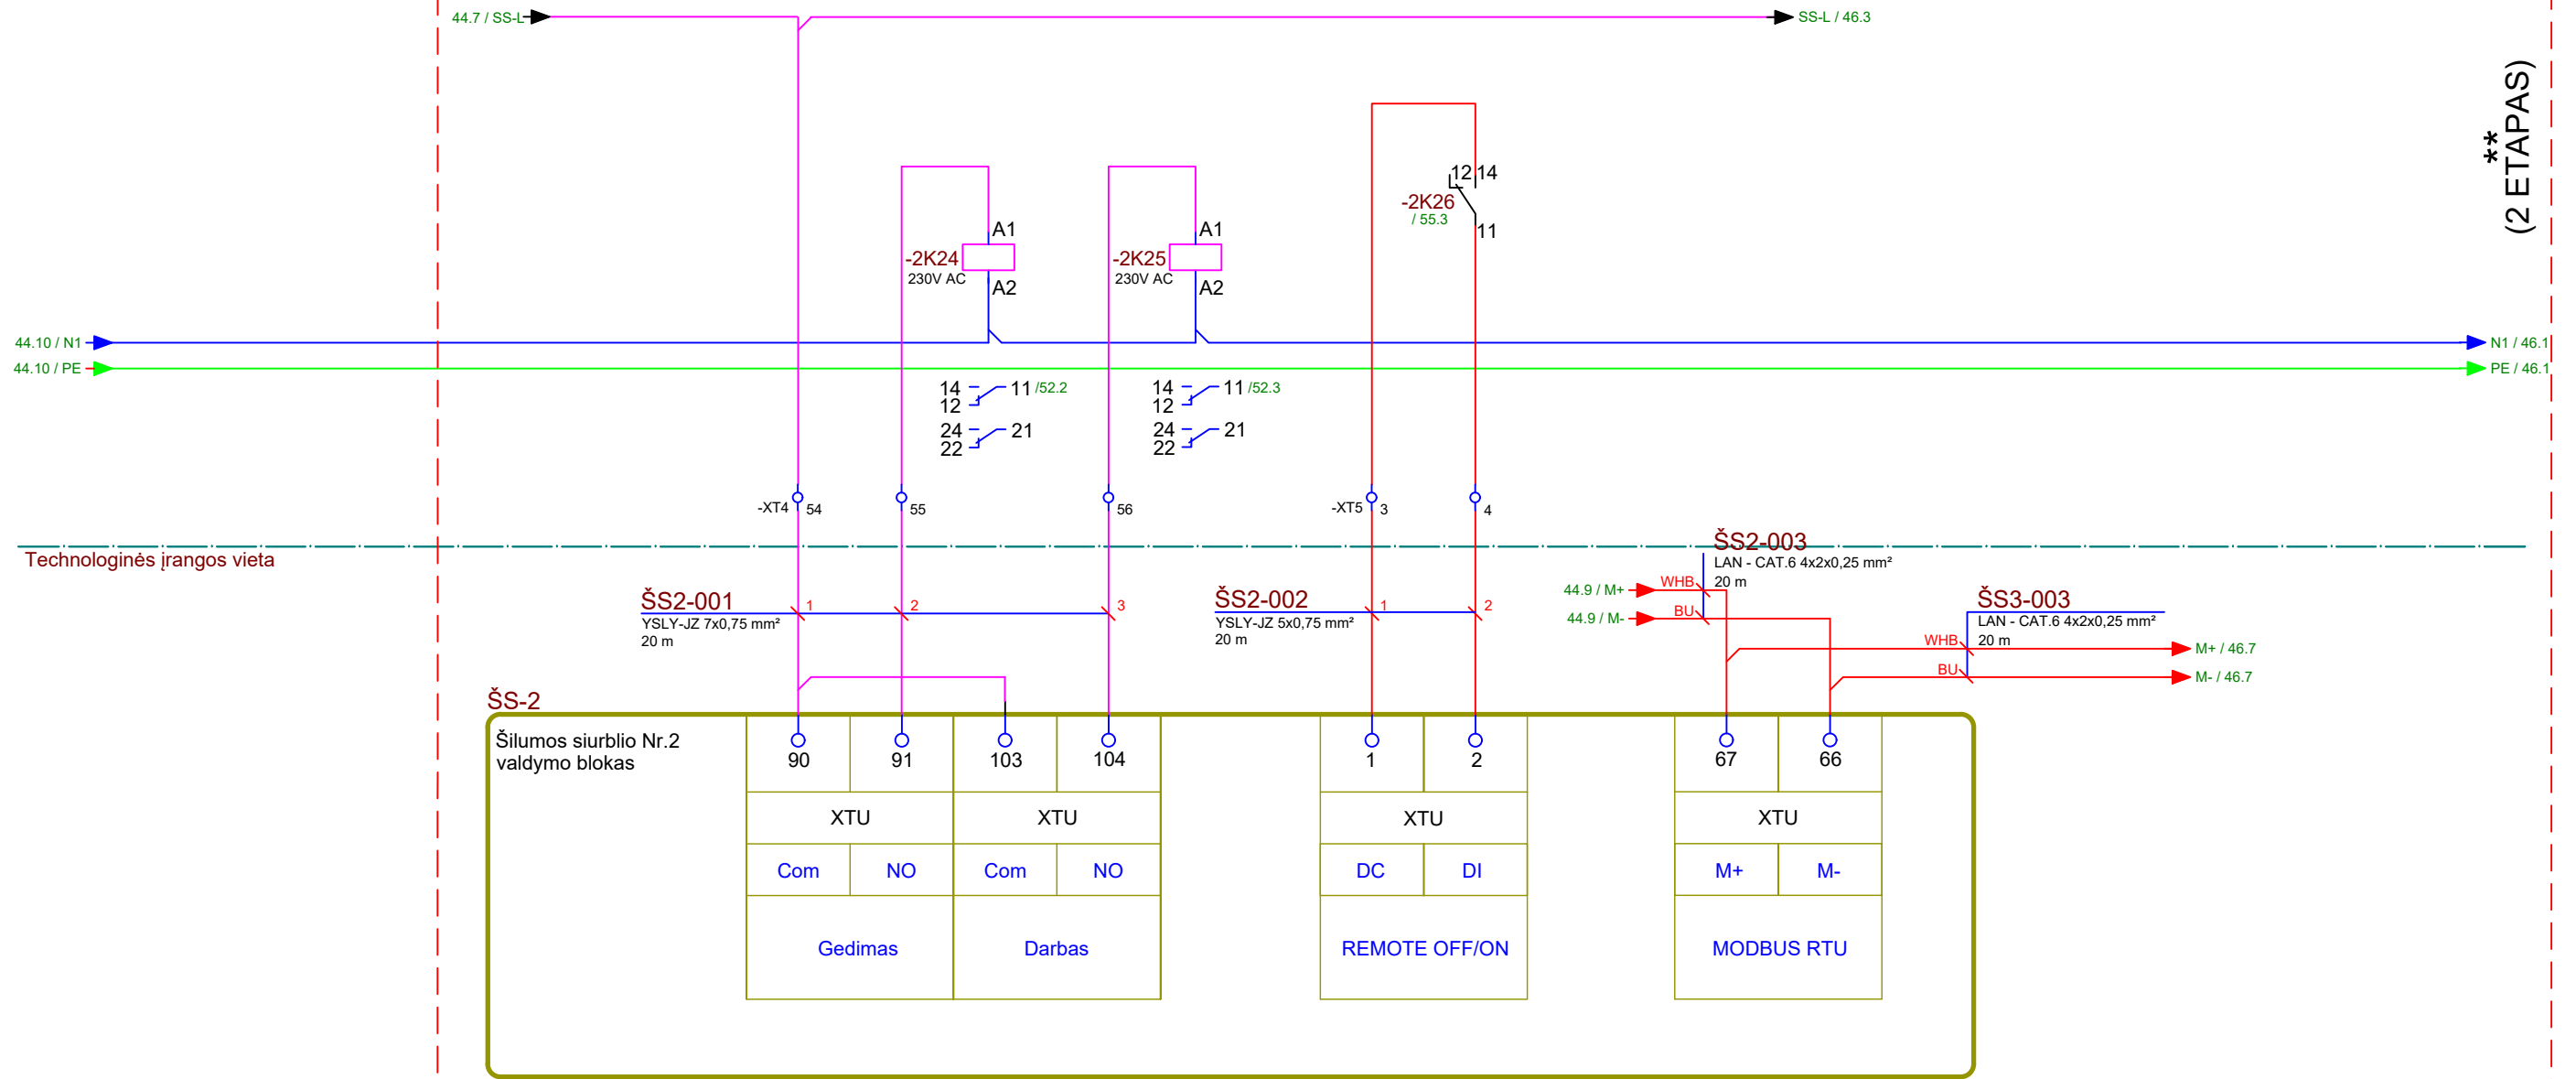 44.7 / SS-L
SS-L / 46.3
**
(2 ETAPAS)
12 14
-2K26
/ 55.3
11
A1
-2K24
230V AC
A2
A1
-2K25
230V AC
A2
44.10 / N1
N1 / 46.1
44.10 / PE
PE / 46.1
14 11 /52.2
12
24 21
22
14 11 /52.3
12
24 21
22
-XT4 54
55
56
-XT5 3
4
Technologinės įrangos vieta
ŠS2-001
YSLY-JZ 7x0,75 mm²
20 m
1
2
3
ŠS2-002
YSLY-JZ 5x0,75 mm²
20 m
1
2
ŠS2-003
LAN - CAT.6 4x2x0,25 mm²
20 m
44.9 / M+
WHB
44.9 / M-
BU
ŠS3-003
LAN - CAT.6 4x2x0,25 mm²
20 m
WHB
M+ / 46.7
BU
M- / 46.7
ŠS-2
Šilumos siurblio Nr.2
valdymo blokas
90 91 103 104 1 2 67 66
XTU XTU XTU XTU
Com NO Com NO DC DI M+ M-
Gedimas Darbas REMOTE OFF/ON MODBUS RTU